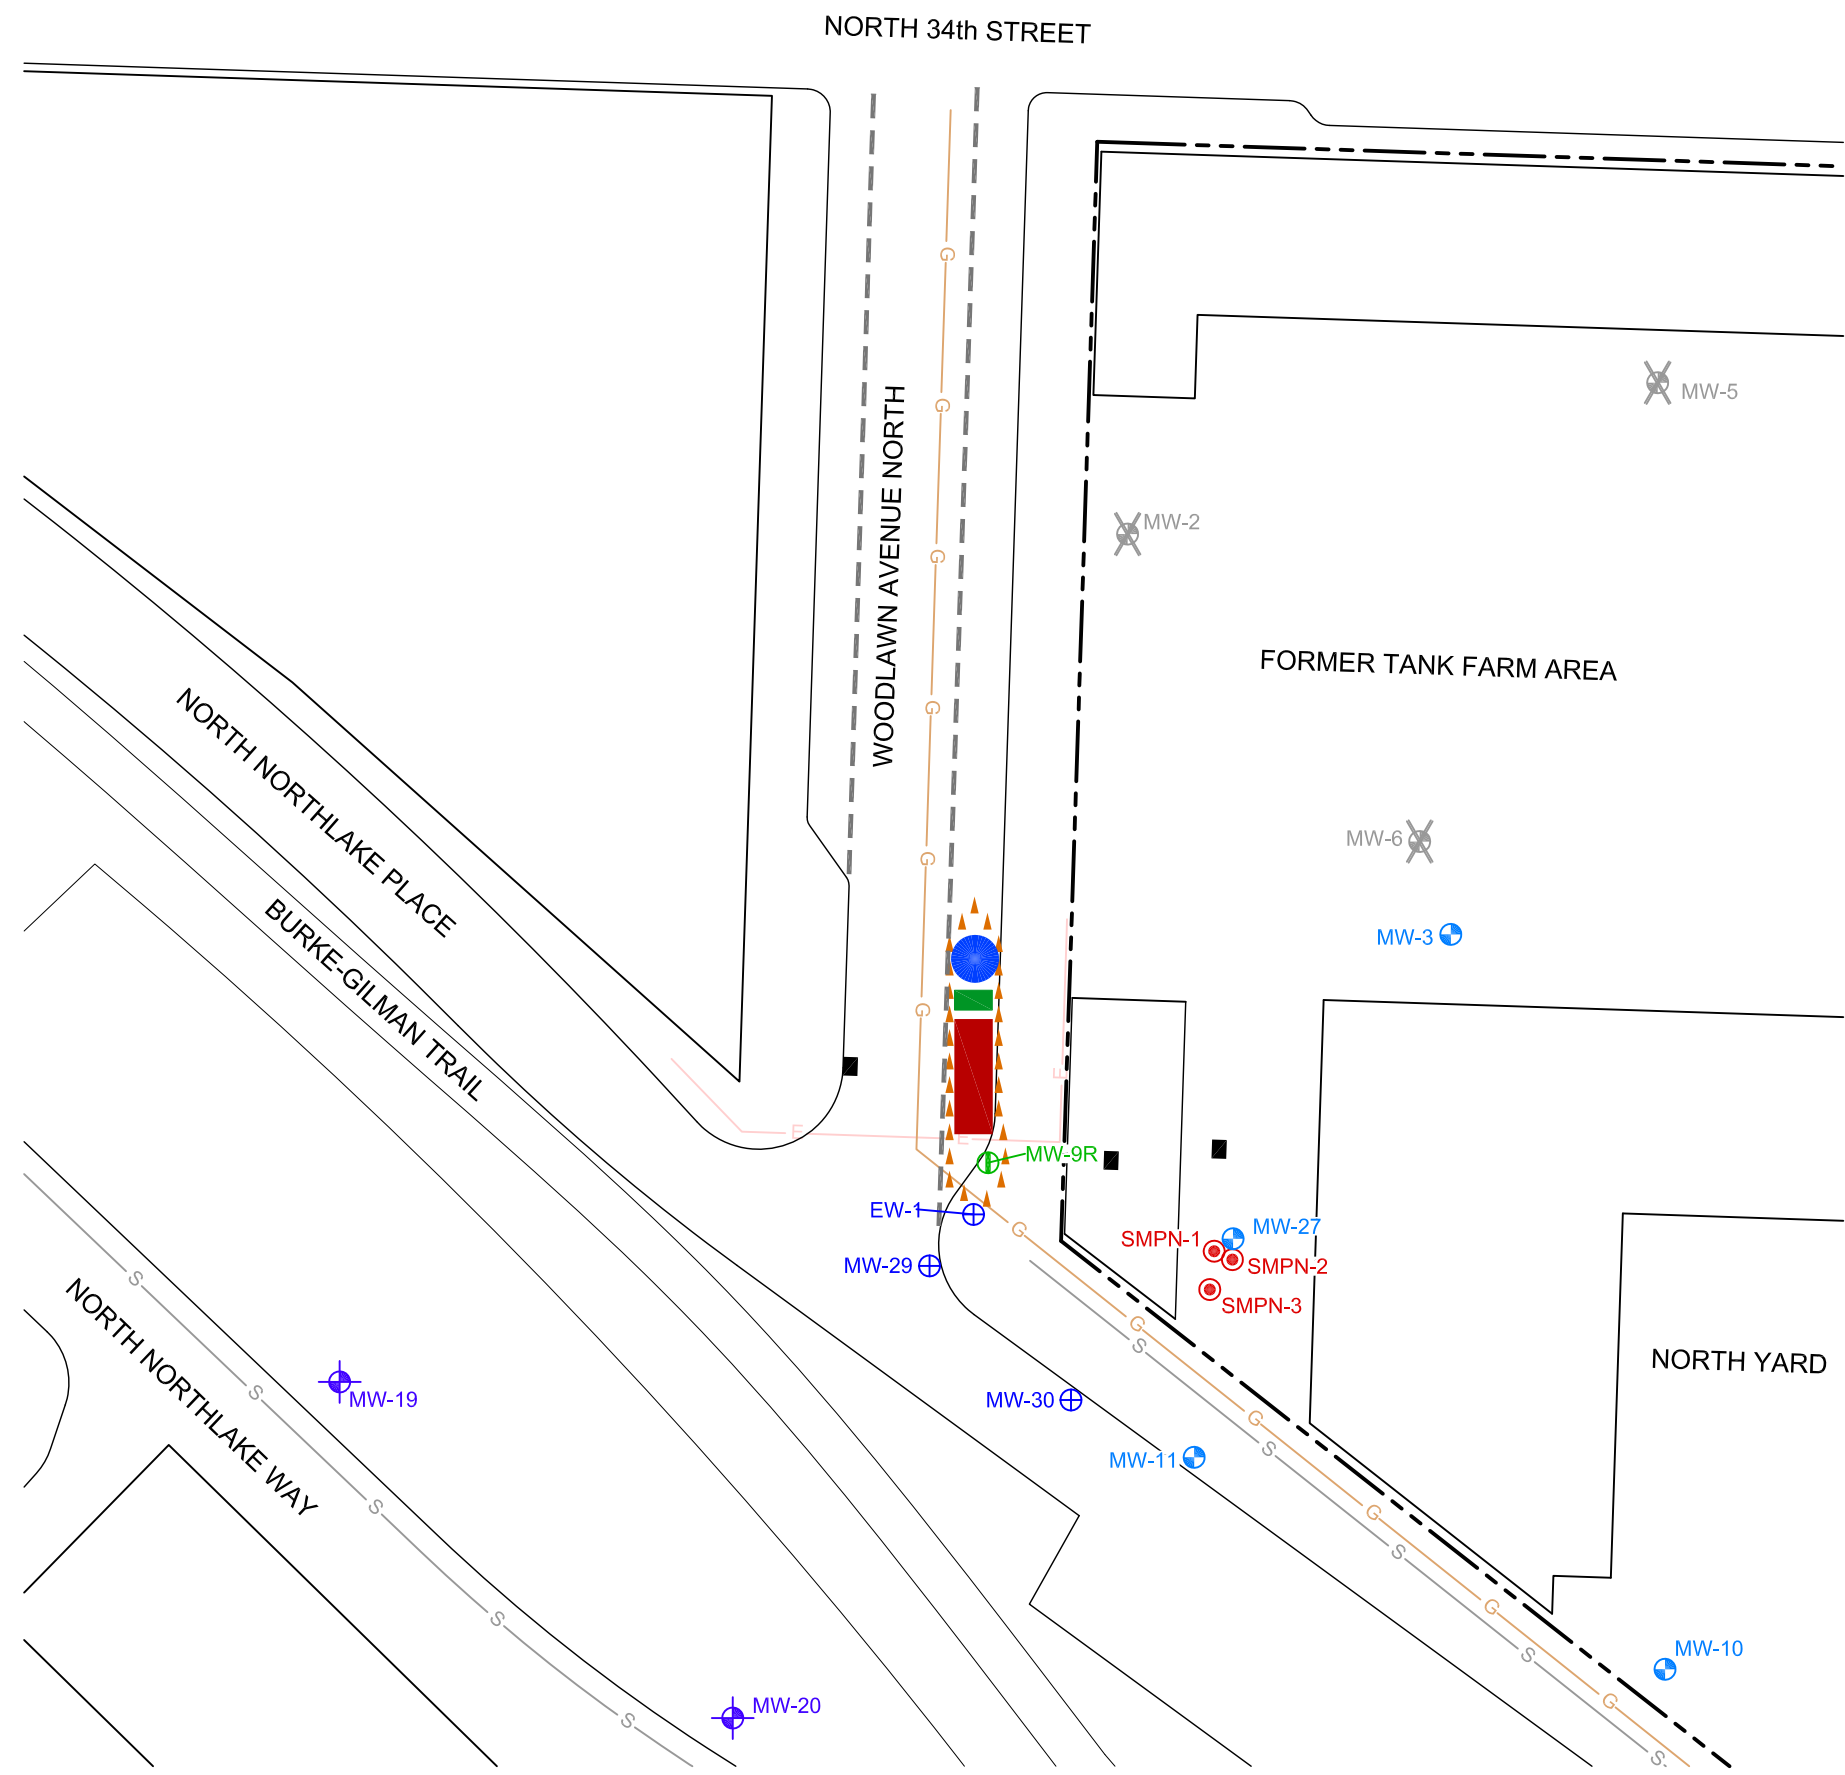 NORTH 34th STREET
G
MW-5
G
WOODLAWN AVENUE NORTH
MW-2
G
FORMER TANK FARM AREA
G
NORTH NORTHLAKE PLACE
MW-6
G
BURKE-GILMAN TRAIL
MW-3
G
E
E
E
MW-9R
EW-1
G
MW-27
SMPN-1
SMPN-2
MW-29
S
SMPN-3
G
S
NORTH NORTHLAKE WAY
NORTH YARD
S
MW-19
MW-30
G
S
MW-11
S
G
S
G
S
S
MW-10
G
MW-20
S
S